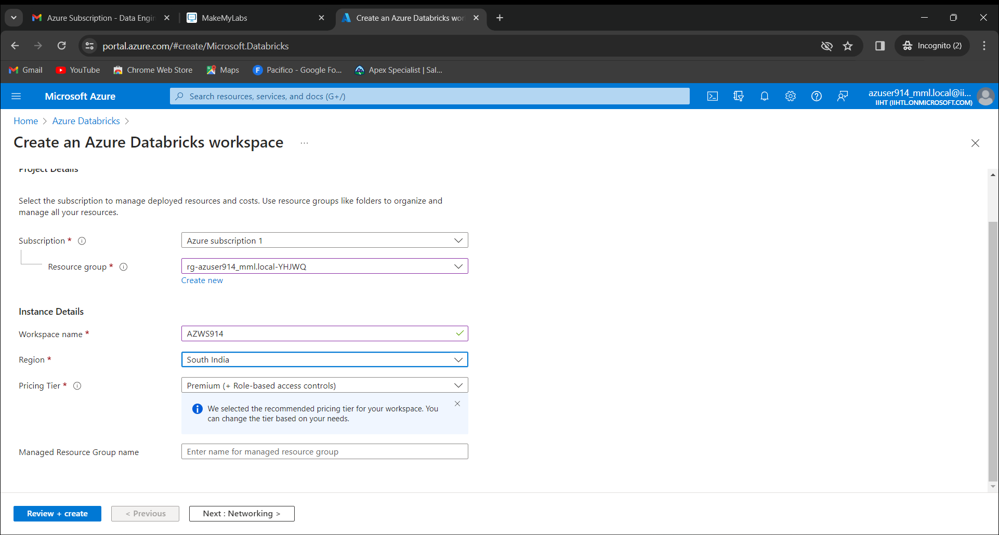 Azure Subscription - Data Engin
MakeMyLabs
Create an Azure Databricks wor
portal.azure.com/#create/Microsoft.Databricks
Incognito (2)
Gmail
YouTube
Chrome Web Store
Maps
Pacifico - Google Fo...
Apex Specialist | Sal...
Microsoft Azure
Search resources, services, and docs (G+/)
azuser914_mml.local@ii...
IIHT (IIHTL.ONMICROSOFT.COM)
Home > Azure Databricks >
Create an Azure Databricks workspace ...
Project Details
Select the subscription to manage deployed resources and costs. Use resource groups like folders to organize and
manage all your resources.
Subscription *
Azure subscription 1
Resource group *
rg-azuser914_mml.local-YHJWQ
Create new
Instance Details
Workspace name *
AZWS914
Region *
South India
Pricing Tier *
Premium (+ Role-based access controls)
We selected the recommended pricing tier for your workspace. You
can change the tier based on your needs.
Managed Resource Group name
Enter name for managed resource group
Review + create
< Previous
Next : Networking >